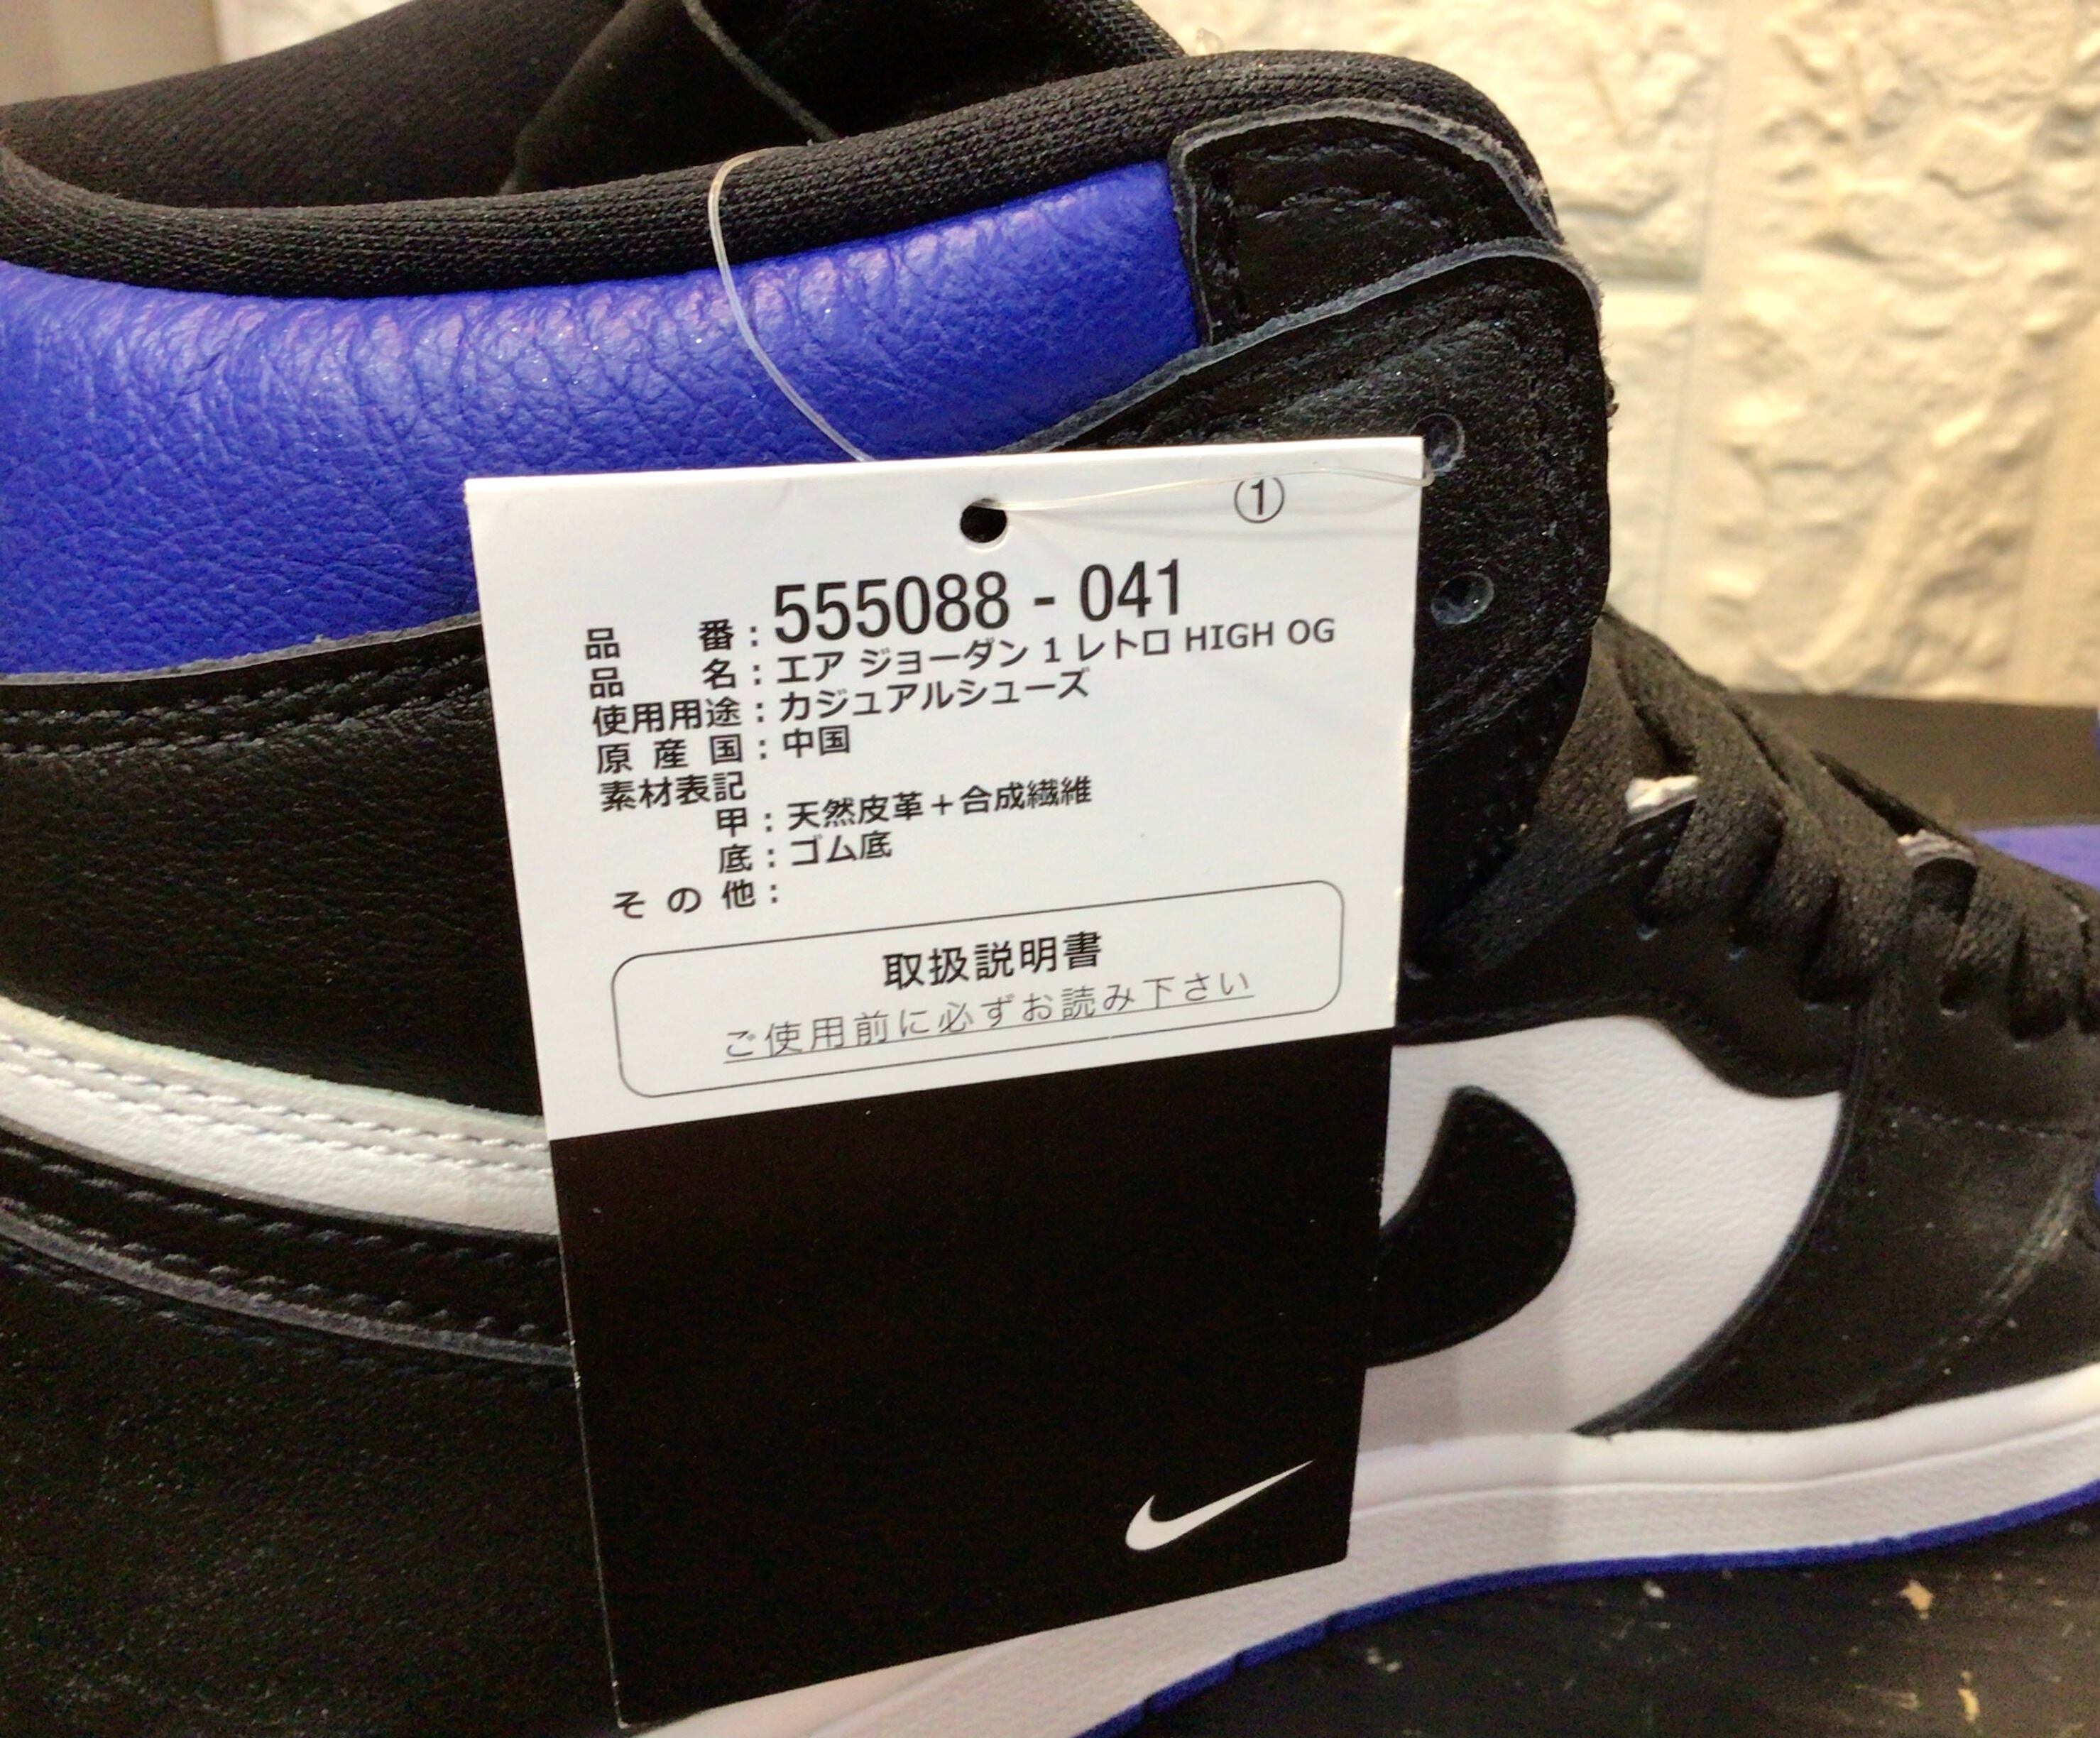 ①
品 番：555088 - 041
品 名：エア ジョーダン 1 レトロ HIGH OG
使用用途：カジュアルシューズ
原 産 国：中国
素材表記
甲：天然皮革＋合成繊維
底：ゴム底
そ の 他：
取扱説明書
ご使用前に必ずお読み下さい